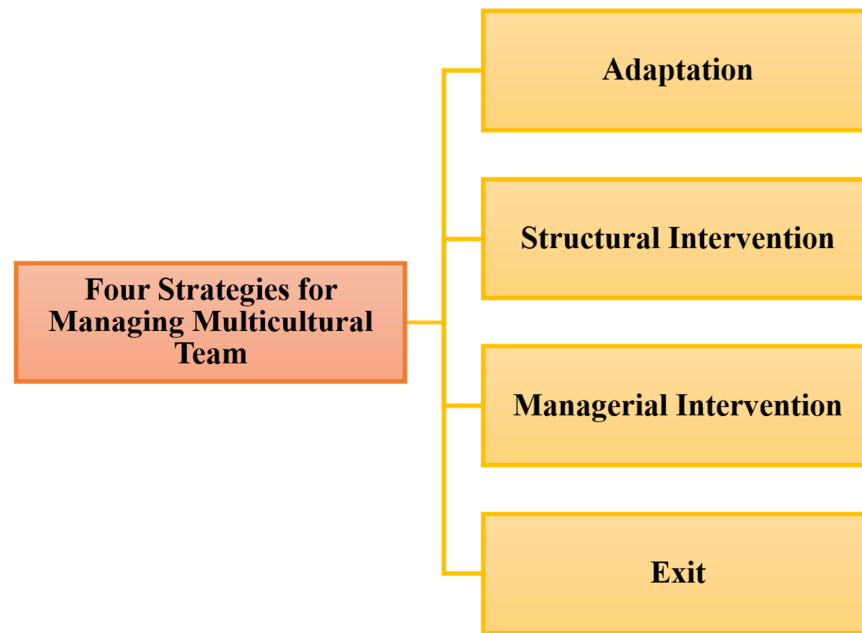 Four Strategies for
Managing Multicultural
Team
Adaptation
Structural Intervention
Managerial Intervention
Exit